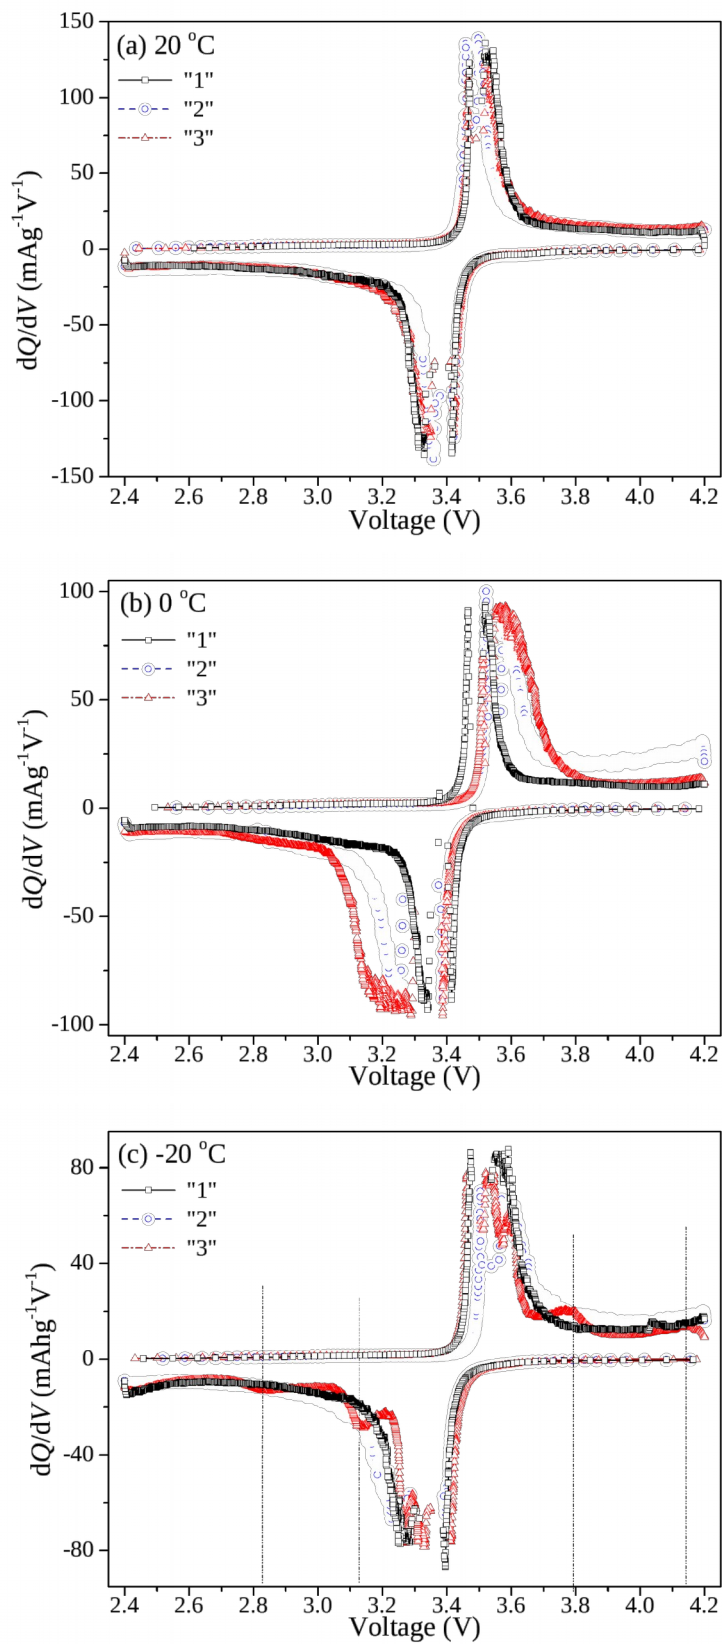 (a) 20 °C
"1"
"2"
"3"
150
100
50
0
-50
-100
-150
dQ/dV (mAg⁻¹V⁻¹)
2.4 2.6 2.8 3.0 3.2 3.4 3.6 3.8 4.0 4.2
Voltage (V)
(b) 0 °C
"1"
"2"
"3"
100
50
0
-50
-100
dQ/dV (mAg⁻¹V⁻¹)
2.4 2.6 2.8 3.0 3.2 3.4 3.6 3.8 4.0 4.2
Voltage (V)
(c) -20 °C
"1"
"2"
"3"
80
40
0
-40
-80
dQ/dV (mAhg⁻¹V⁻¹)
2.4 2.6 2.8 3.0 3.2 3.4 3.6 3.8 4.0 4.2
Voltage (V)